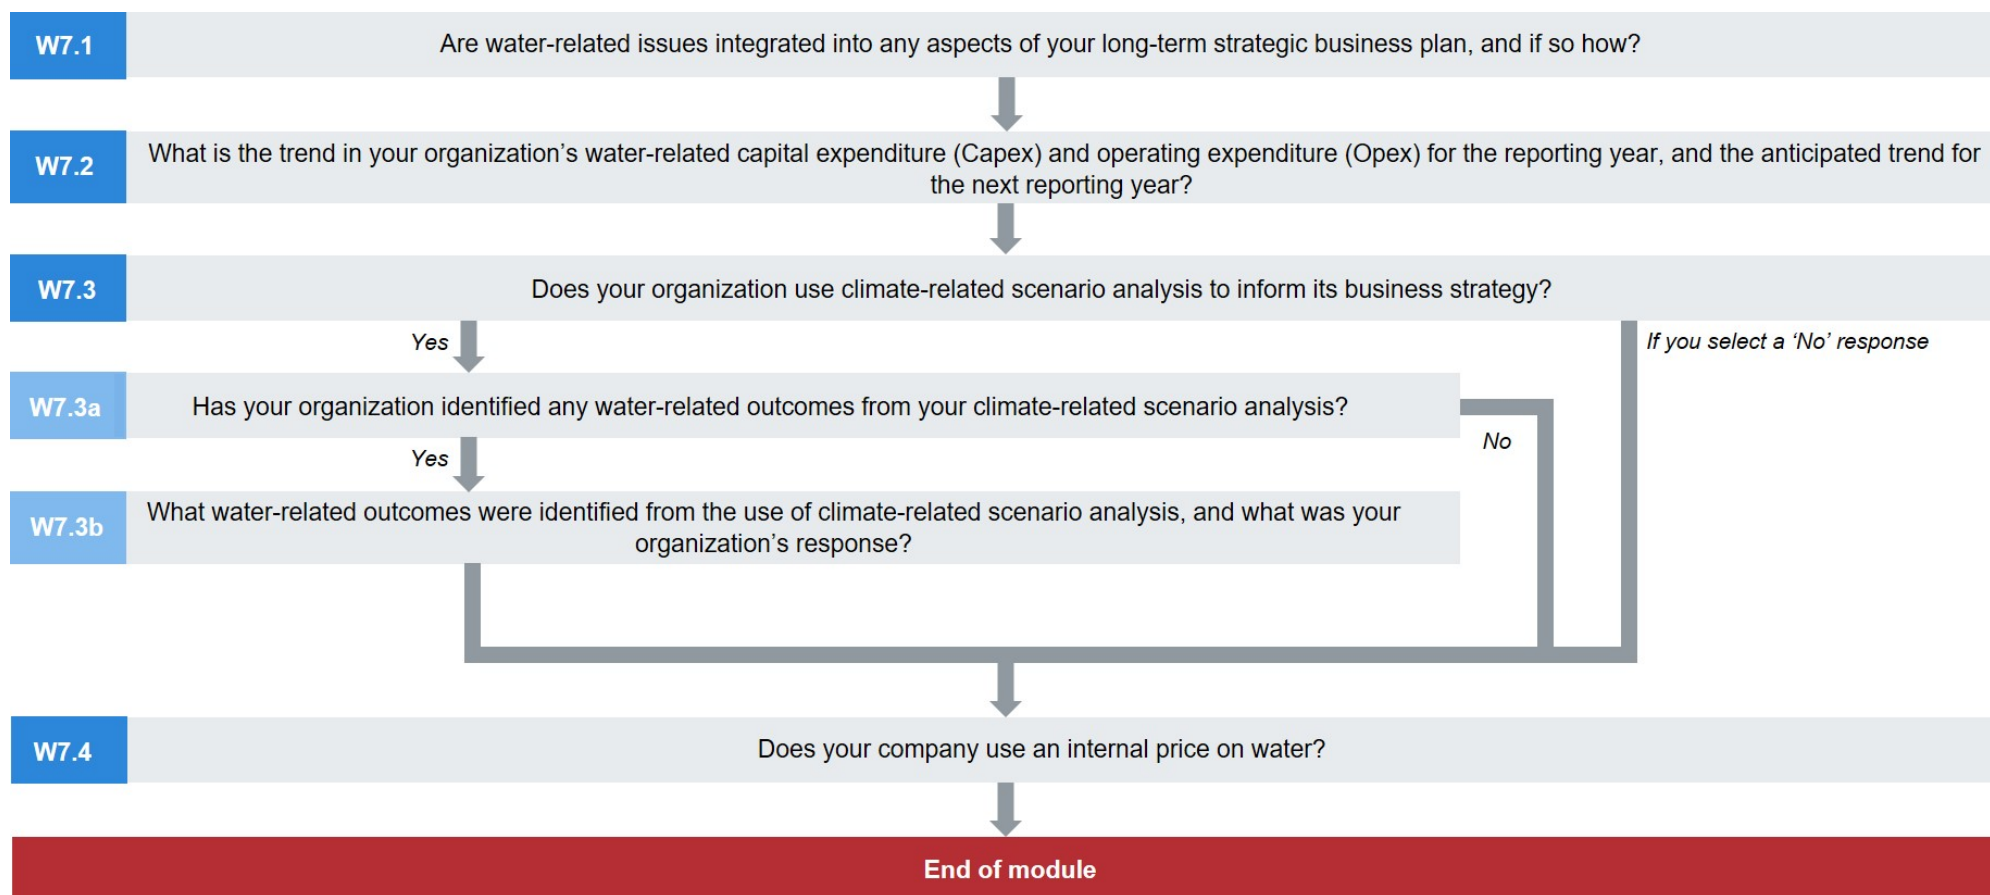 W7.1
Are water-related issues integrated into any aspects of your long-term strategic business plan, and if so how?
W7.2
What is the trend in your organization’s water-related capital expenditure (Capex) and operating expenditure (Opex) for the reporting year, and the anticipated trend for
the next reporting year?
W7.3
Does your organization use climate-related scenario analysis to inform its business strategy?
Yes
If you select a ‘No’ response
W7.3a
Has your organization identified any water-related outcomes from your climate-related scenario analysis?
No
Yes
W7.3b
What water-related outcomes were identified from the use of climate-related scenario analysis, and what was your
organization’s response?
W7.4
Does your company use an internal price on water?
End of module